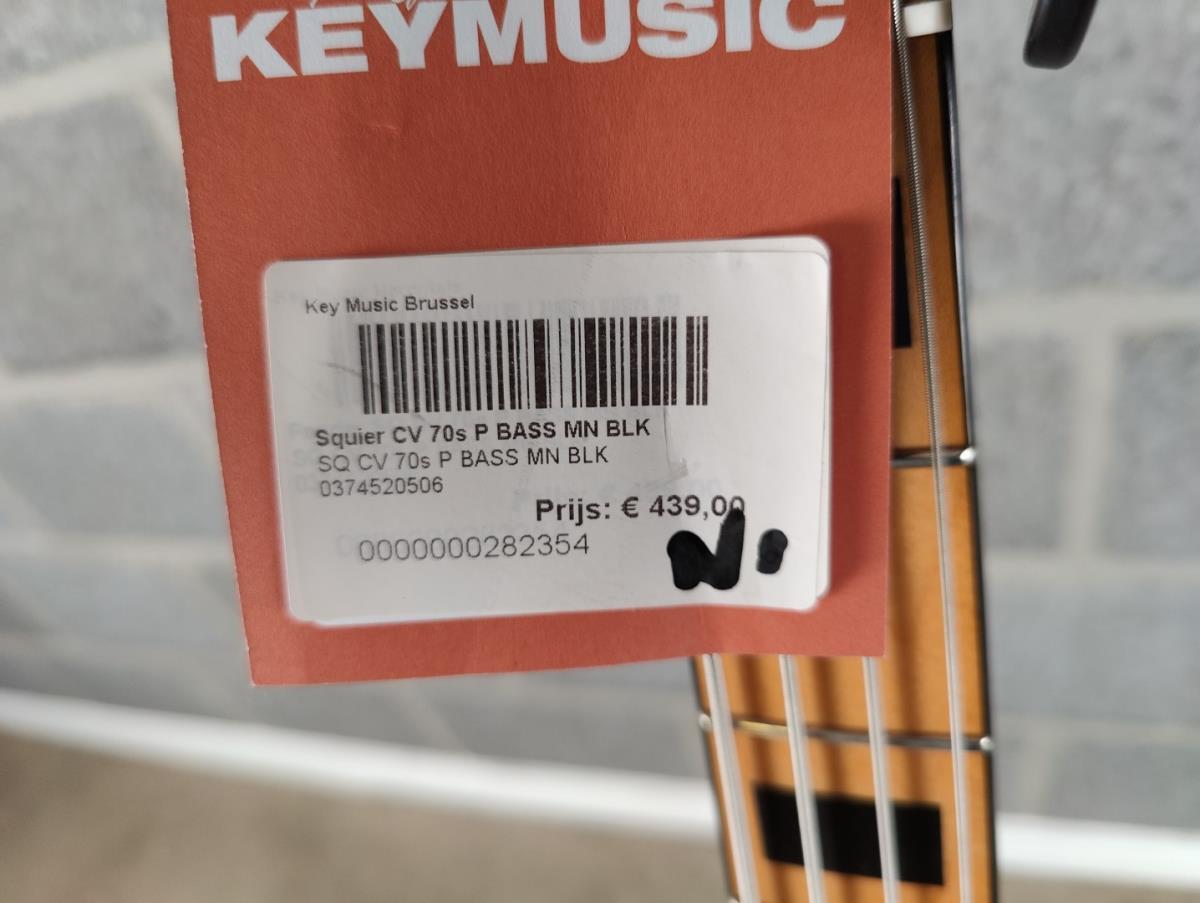 KEYMUSIC
Key Music Brussel
Squier CV 70s P BASS MN BLK
SQ CV 70s P BASS MN BLK
0374520506
Prijs: € 439,00
0000000282354